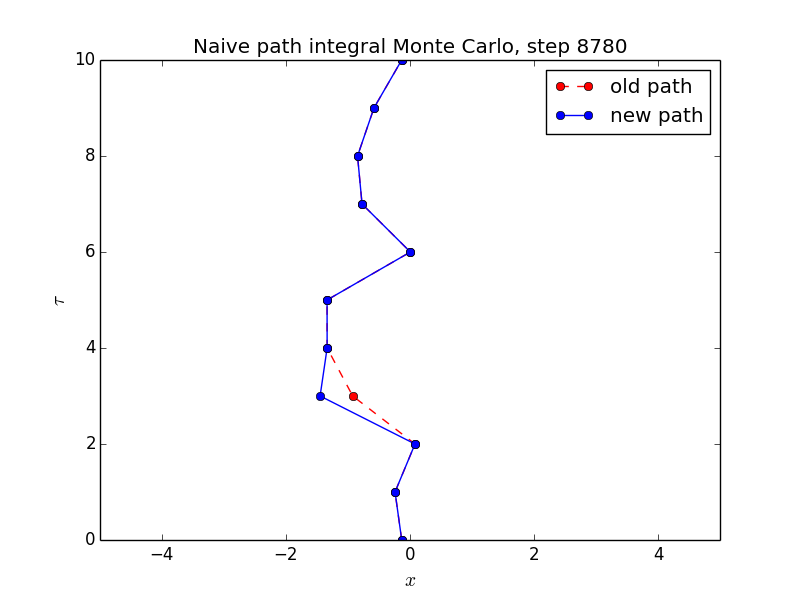 Naive path integral Monte Carlo, step 8780
old path
new path
10
8
6
4
2
0
τ
−4 −2 0 2 4
x